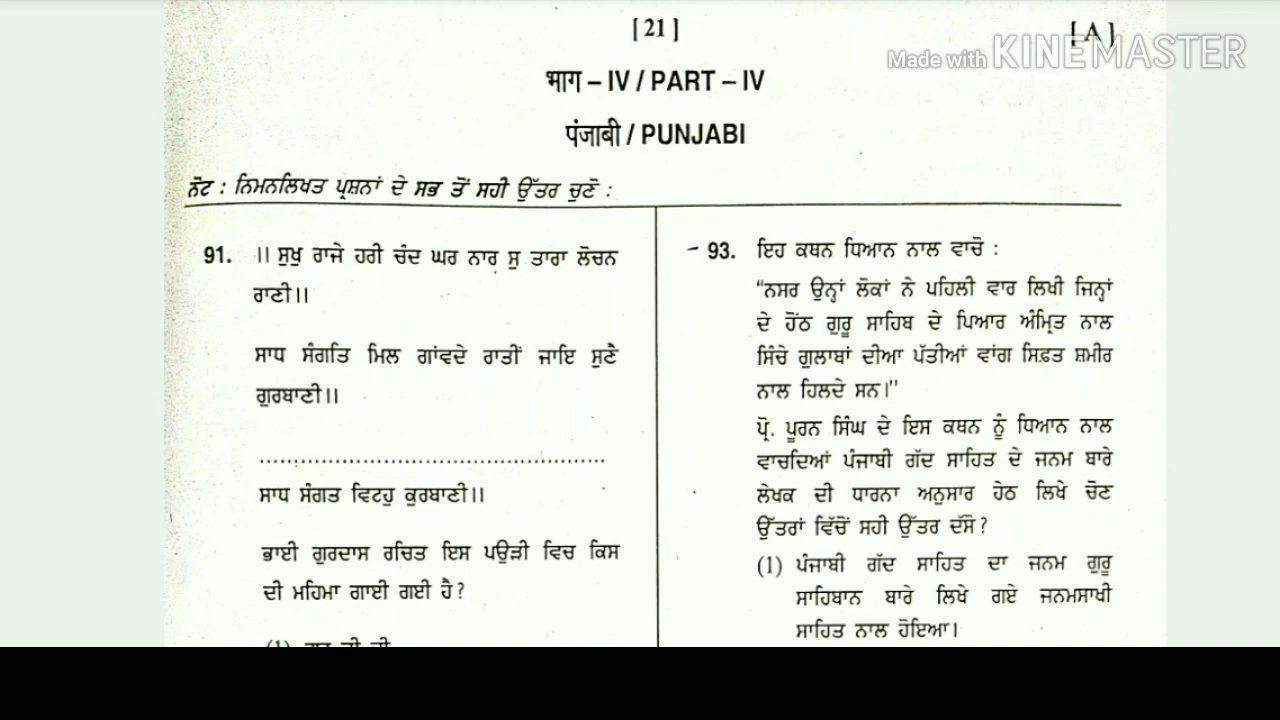 [ 21 ]
[ A ]
Made with KINEMASTER
भाग – IV / PART – IV
पंजाबी / PUNJABI
ਨੋਟ : ਨਿਮਨਲਿਖਤ ਪ੍ਰਸ਼ਨਾਂ ਦੇ ਸਭ ਤੋਂ ਸਹੀ ਉੱਤਰ ਚੁਣੋ :
91. ॥ ਸੁਖੁ ਰਾਜੇ ਹਰੀ ਚੰਦ ਘਰ ਨਾਰ ਸੁ ਤਾਰਾ ਲੋਚਨ
ਰਾਣੀ॥
ਸਾਧ ਸੰਗਤਿ ਮਿਲ ਗਾਂਵਦੇ ਰਾਤੀਂ ਜਾਇ ਸੁਣੈ
ਗੁਰਬਾਣੀ॥
..................................................
ਸਾਧ ਸੰਗਤ ਵਿਟਹੁ ਕੁਰਬਾਣੀ॥
ਭਾਈ ਗੁਰਦਾਸ ਰਚਿਤ ਇਸ ਪਉੜੀ ਵਿਚ ਕਿਸ
ਦੀ ਮਹਿਮਾ ਗਾਈ ਗਈ ਹੈ?
93. ਇਹ ਕਥਨ ਧਿਆਨ ਨਾਲ ਵਾਚੋ :
“ਨਸਰ ਉਨ੍ਹਾਂ ਲੋਕਾਂ ਨੇ ਪਹਿਲੀ ਵਾਰ ਲਿਖੀ ਜਿਨ੍ਹਾਂ
ਦੇ ਹੋਂਠ ਗੁਰੂ ਸਾਹਿਬ ਦੇ ਪਿਆਰ ਅੰਮ੍ਰਿਤ ਨਾਲ
ਸਿੰਚੇ ਗੁਲਾਬਾਂ ਦੀਆ ਪੱਤੀਆਂ ਵਾਂਗ ਸਿਫ਼ਤ ਸ਼ਮੀਰ
ਨਾਲ ਹਿਲਦੇ ਸਨ।”
ਪ੍ਰੋ. ਪੂਰਨ ਸਿੰਘ ਦੇ ਇਸ ਕਥਨ ਨੂੰ ਧਿਆਨ ਨਾਲ
ਵਾਚਦਿਆਂ ਪੰਜਾਬੀ ਗੱਦ ਸਾਹਿਤ ਦੇ ਜਨਮ ਬਾਰੇ
ਲੇਖਕ ਦੀ ਧਾਰਨਾ ਅਨੁਸਾਰ ਹੇਠ ਲਿਖੇ ਚੋਣ
ਉੱਤਰਾਂ ਵਿੱਚੋਂ ਸਹੀ ਉੱਤਰ ਦੱਸੋ?
(1) ਪੰਜਾਬੀ ਗੱਦ ਸਾਹਿਤ ਦਾ ਜਨਮ ਗੁਰੂ
ਸਾਹਿਬਾਨ ਬਾਰੇ ਲਿਖੇ ਗਏ ਜਨਮਸਾਖੀ
ਸਾਹਿਤ ਨਾਲ ਹੋਇਆ।